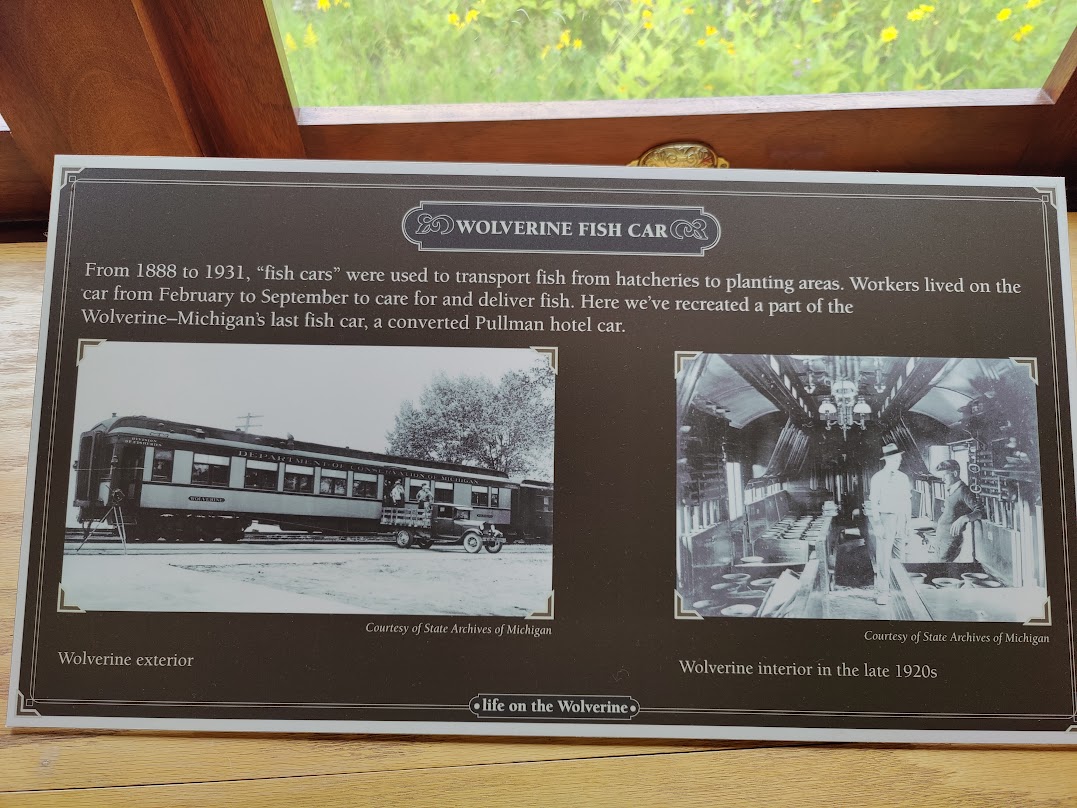 WOLVERINE FISH CAR
From 1888 to 1931, “fish cars” were used to transport fish from hatcheries to planting areas. Workers lived on the
car from February to September to care for and deliver fish. Here we’ve recreated a part of the
Wolverine–Michigan’s last fish car, a converted Pullman hotel car.
DIVISION
OF FISHERIES
DEPARTMENT OF CONSERVATION OF MICHIGAN
WOLVERINE
Courtesy of State Archives of Michigan
Courtesy of State Archives of Michigan
Wolverine exterior
Wolverine interior in the late 1920s
•life on the Wolverine•